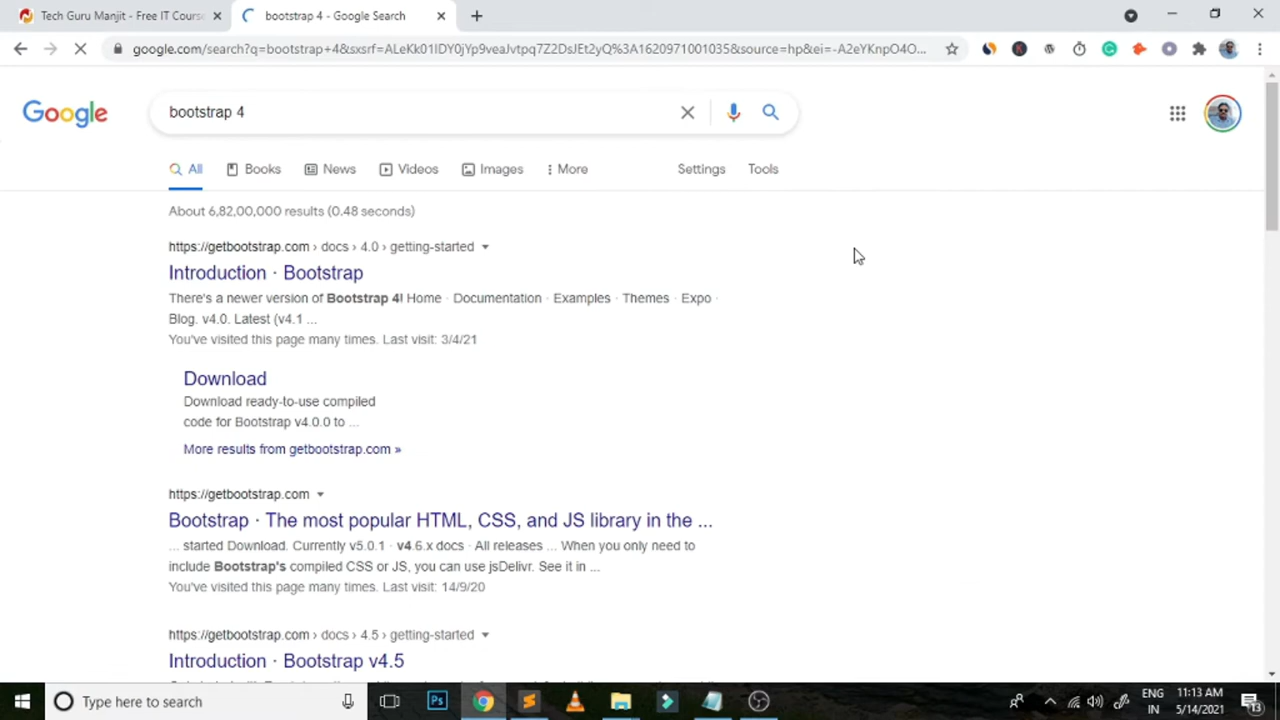 Tech Guru Manjit - Free IT Cours
bootstrap 4 - Google Search
google.com/search?q=bootstrap+4&sxsrf=ALeKk01IDY0jYp9veaJvtpq7Z2DsJEt2yQ%3A1620971001035&source=hp&ei=-A2eYKnpO4O...
Google
bootstrap 4
All
Books
News
Videos
Images
More
Settings
Tools
About 6,82,00,000 results (0.48 seconds)
https://getbootstrap.com › docs › 4.0 › getting-started
Introduction · Bootstrap
There's a newer version of Bootstrap 4! Home · Documentation · Examples · Themes · Expo ·
Blog. v4.0. Latest (v4.1 ...
You've visited this page many times. Last visit: 3/4/21
Download
Download ready-to-use compiled
code for Bootstrap v4.0.0 to ...
More results from getbootstrap.com »
https://getbootstrap.com
Bootstrap · The most popular HTML, CSS, and JS library in the ...
... started Download. Currently v5.0.1 · v4.6.x docs · All releases ... When you only need to
include Bootstrap's compiled CSS or JS, you can use jsDelivr. See it in ...
You've visited this page many times. Last visit: 14/9/20
https://getbootstrap.com › docs › 4.5 › getting-started
Introduction · Bootstrap v4.5
Type here to search
Ps
ENG
IN
11:13 AM
5/14/2021
13